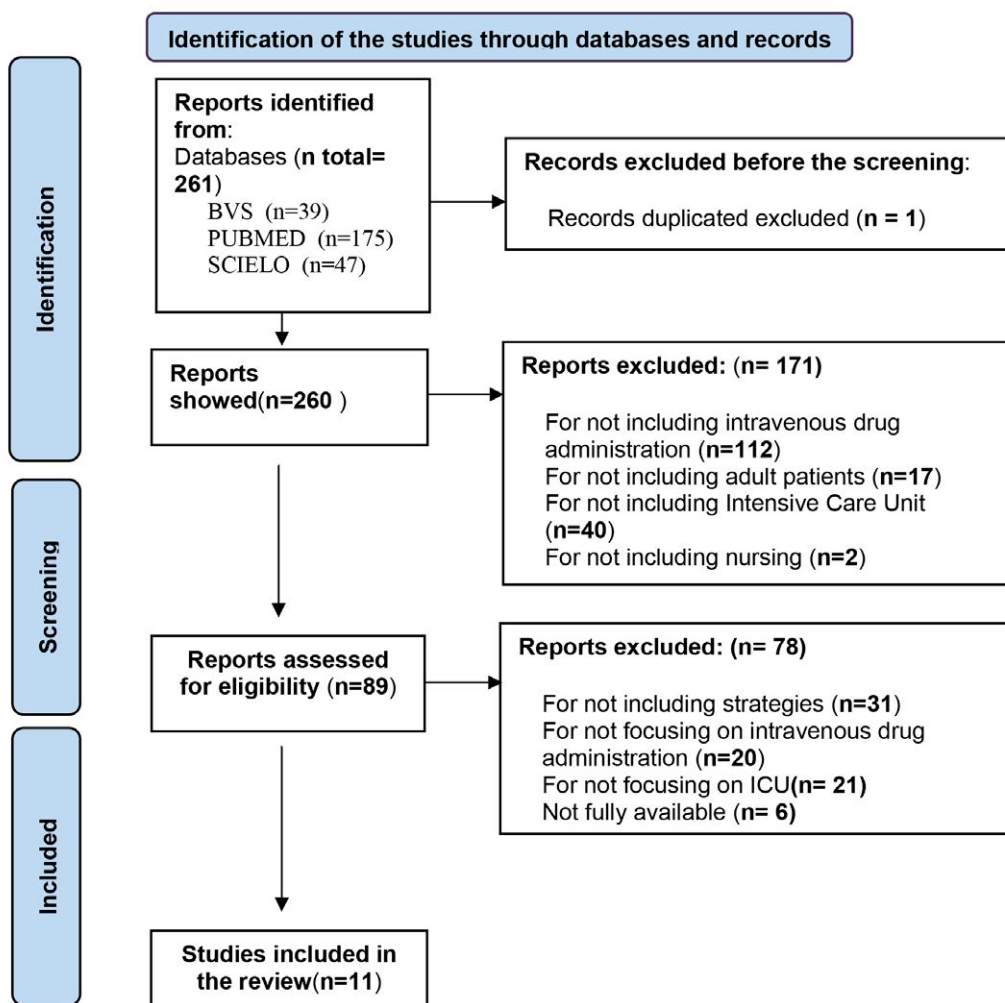 Identification of the studies through databases and records
Identification
Reports identified
from:
Databases (n total=
261)
BVS (n=39)
PUBMED (n=175)
SCIELO (n=47)
Records excluded before the screening:
Records duplicated excluded (n = 1)
Reports
showed(n=260 )
Reports excluded: (n= 171)
For not including intravenous drug
administration (n=112)
For not including adult patients (n=17)
For not including Intensive Care Unit
(n=40)
For not including nursing (n=2)
Screening
Reports assessed
for eligibility (n=89)
Reports excluded: (n= 78)
For not including strategies (n=31)
For not focusing on intravenous drug
administration (n=20)
For not focusing on ICU(n= 21)
Not fully available (n= 6)
Included
Studies included in
the review(n=11)